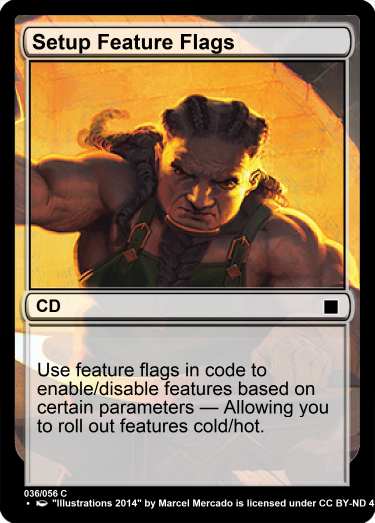 Setup Feature Flags
CD
Use feature flags in code to
enable/disable features based on
certain parameters — Allowing you
to roll out features cold/hot.
036/056 C
• "Illustrations 2014" by Marcel Mercado is licensed under CC BY-ND 4